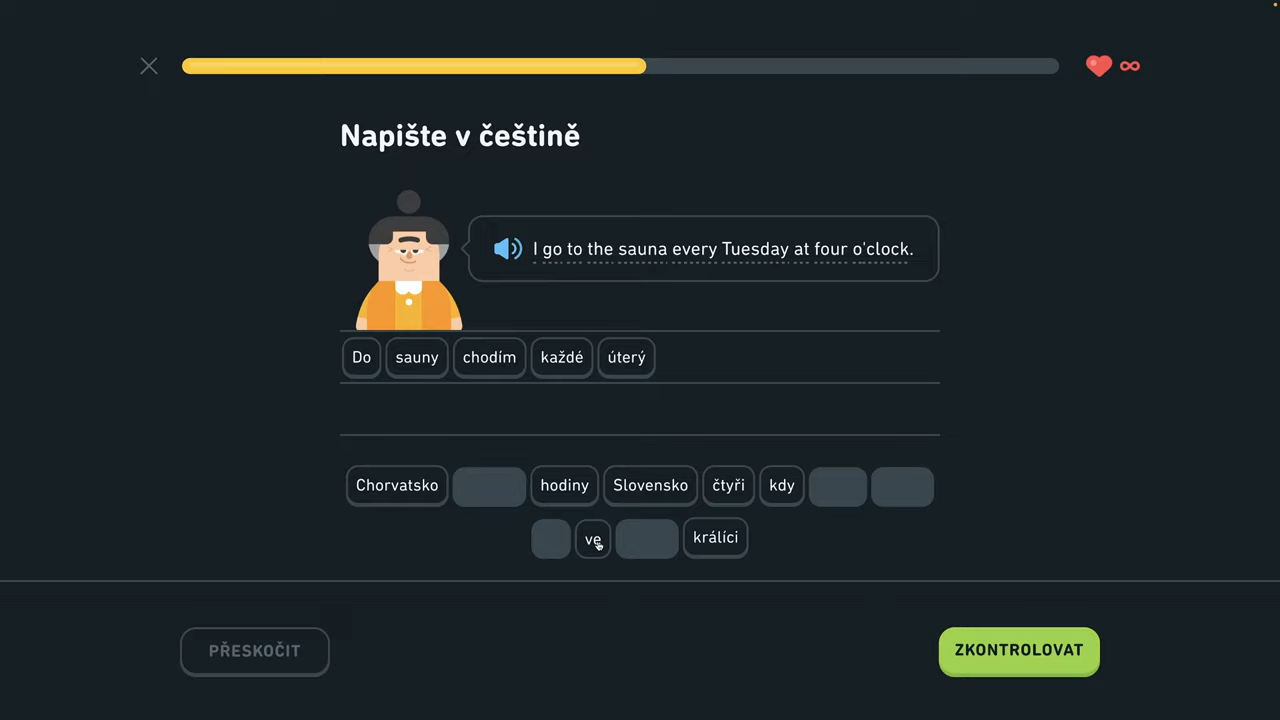 Napište v češtině
I go to the sauna every Tuesday at four o'clock.
Do sauny chodím každé úterý
Chorvatsko hodiny Slovensko čtyři kdy
ve králíci
PŘESKOČIT ZKONTROLOVAT